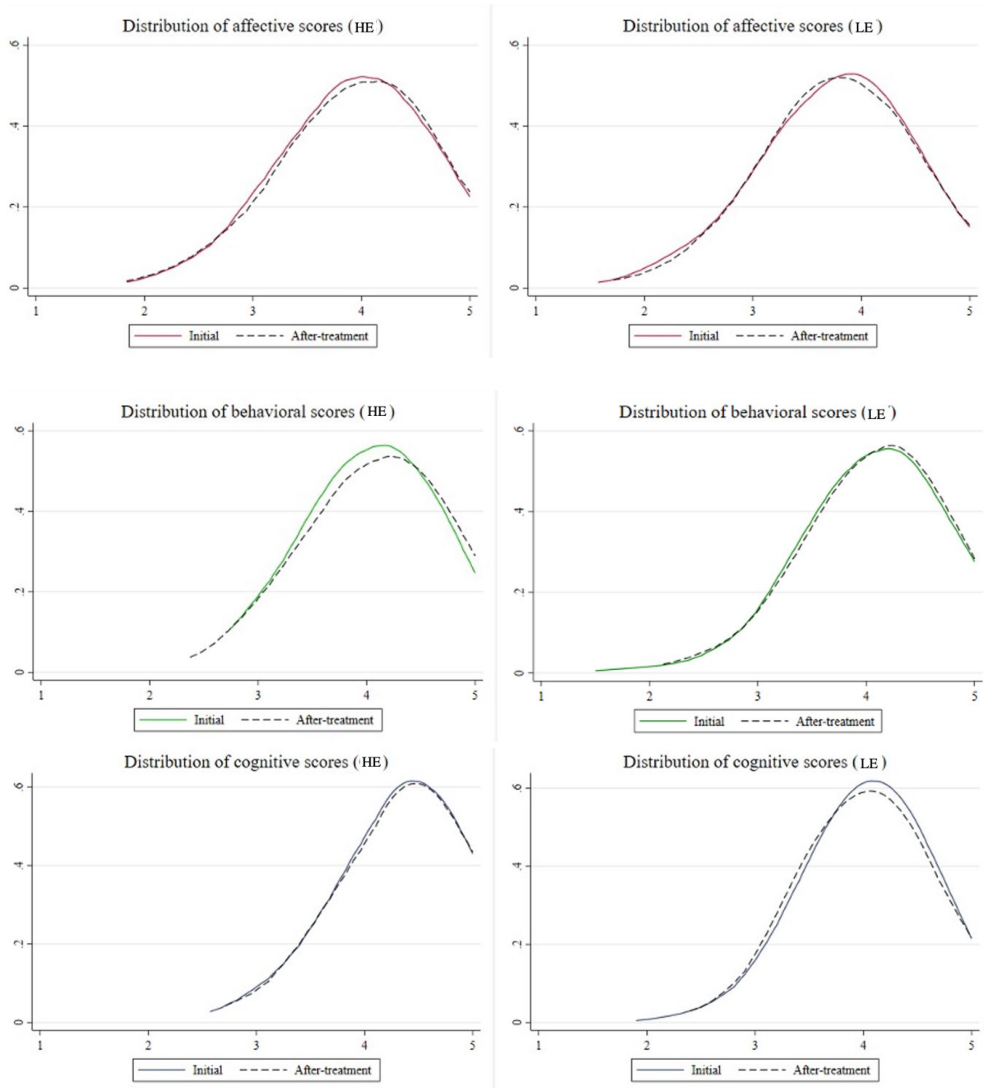 Distribution of affective scores (HE)
.6
.4
.2
0
1 2 3 4 5
Initial After-treatment
Distribution of affective scores (LE)
.6
.4
.2
0
1 2 3 4 5
Initial After-treatment
Distribution of behavioral scores (HE)
.6
.4
.2
0
1 2 3 4 5
Initial After-treatment
Distribution of behavioral scores (LE)
.6
.4
.2
0
1 2 3 4 5
Initial After-treatment
Distribution of cognitive scores (HE)
.6
.4
.2
0
1 2 3 4 5
Initial After-treatment
Distribution of cognitive scores (LE)
.6
.4
.2
0
1 2 3 4 5
Initial After-treatment